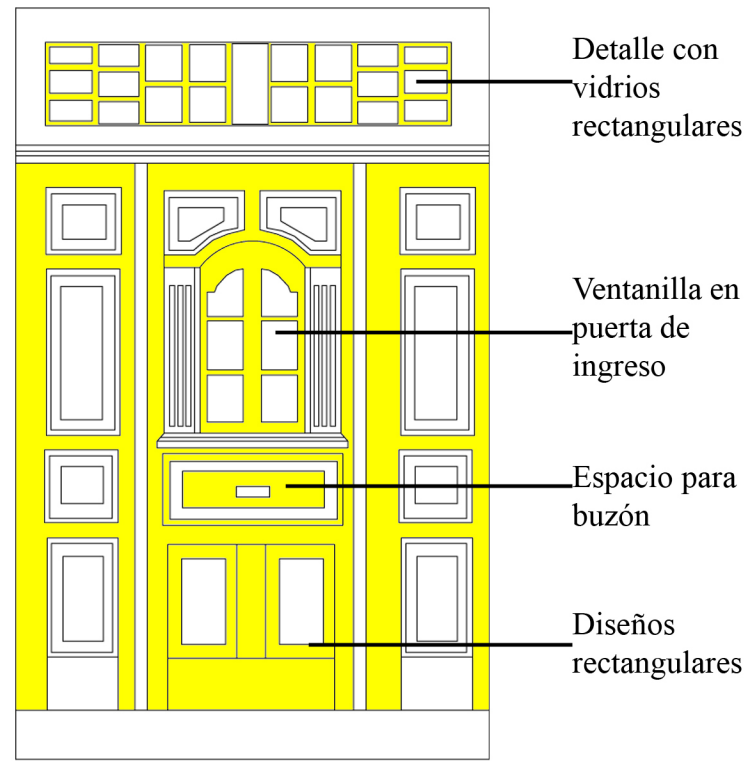 Detalle con
vidrios
rectangulares
Ventanilla en
puerta de
ingreso
Espacio para
buzón
Diseños
rectangulares